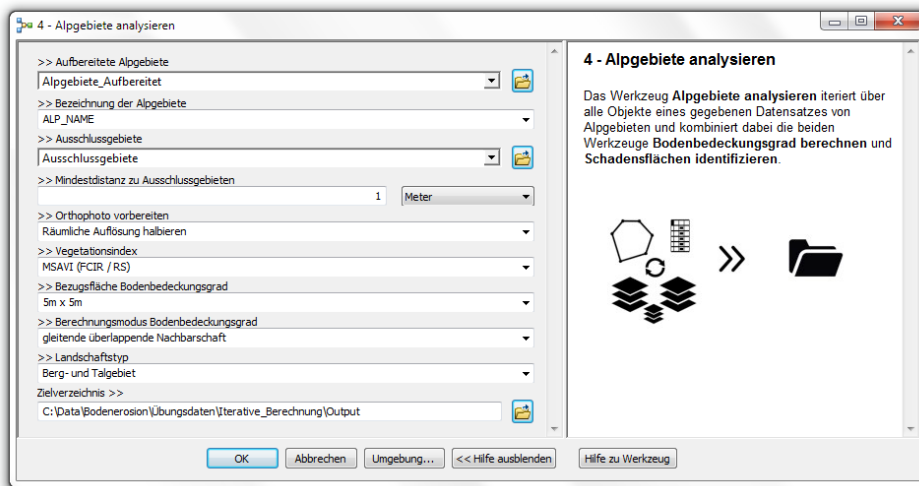 4 - Alpgebiete analysieren
>> Aufbereitete Alpgebiete
Alpgebiete_Aufbereitet
>> Bezeichnung der Alpgebiete
ALP_NAME
>> Ausschlussgebiete
Ausschlussgebiete
>> Mindestdistanz zu Ausschlussgebieten
1 Meter
>> Orthophoto vorbereiten
Räumliche Auflösung halbieren
>> Vegetationsindex
MSAVI (FCIR / RS)
>> Bezugsfläche Bodenbedeckungsgrad
5m x 5m
>> Berechnungsmodus Bodenbedeckungsgrad
gleitende überlappende Nachbarschaft
>> Landschaftstyp
Berg- und Talgebiet
Zielverzeichnis >>
C:\Data\Bodenerosion\Übungsdaten\Iterative_Berechnung\Output
4 - Alpgebiete analysieren
Das Werkzeug Alpgebiete analysieren iteriert über
alle Objekte eines gegebenen Datensatzes von
Alpgebieten und kombiniert dabei die beiden
Werkzeuge Bodenbedeckungsgrad berechnen und
Schadensflächen identifizieren.
OK Abbrechen Umgebung... << Hilfe ausblenden Hilfe zu Werkzeug